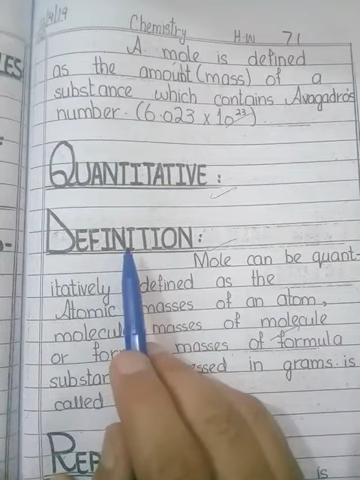 Chemistry H.W 71
A mole is defined
as the amount (mass) of a
substance which contains Avagadro's
number. (6.023 x 10²³)
QUANTITATIVE :
DEFINITION:
Mole can be quant-
itatively defined as the
Atomic masses of an atom,
molecule masses of molecule
or masses of formula
in grams is
called
is